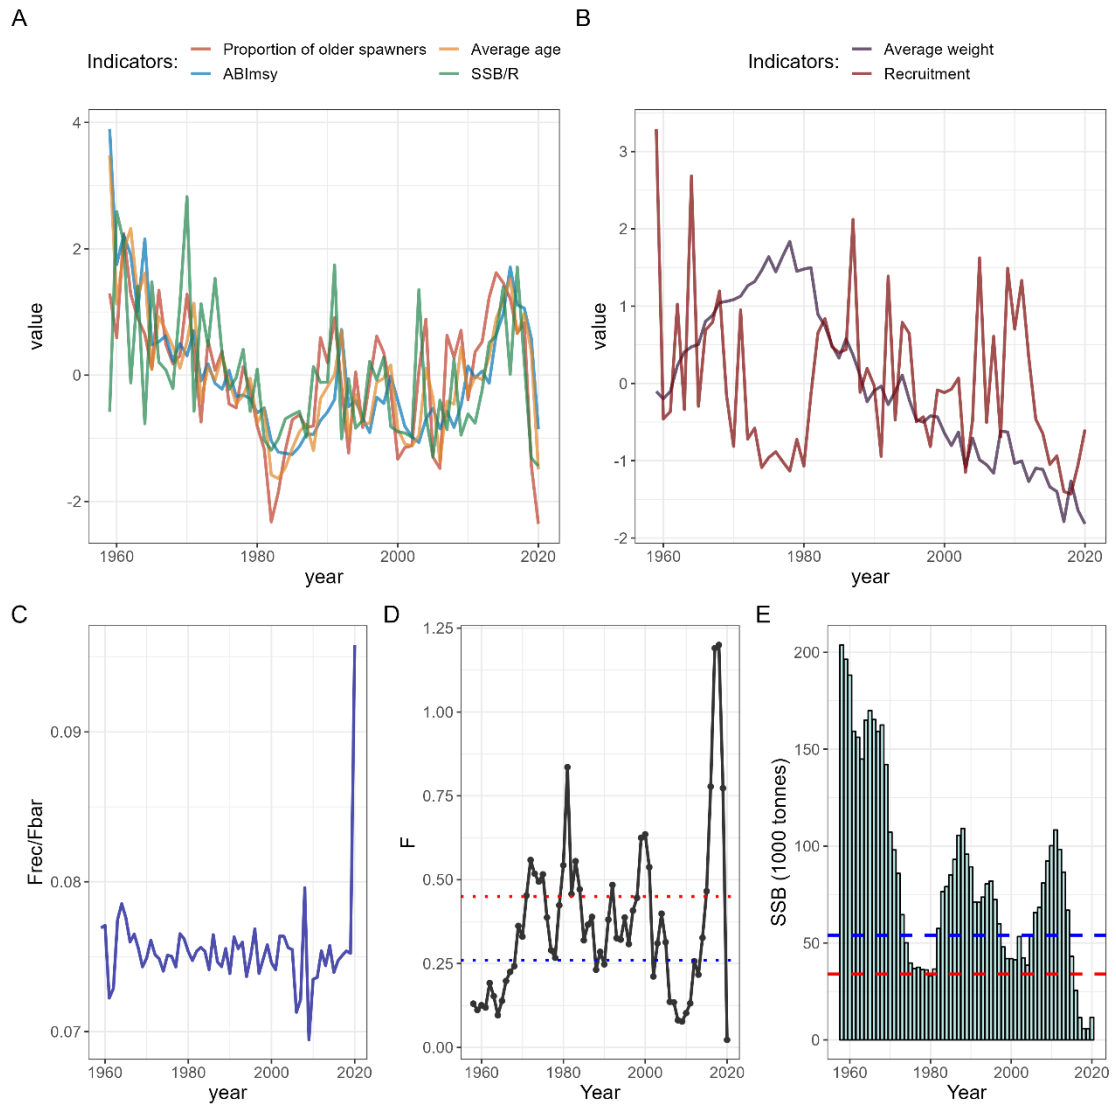 A
Indicators:
Proportion of older spawners
Average age
ABImsy
SSB/R
value
4
2
0
-2
1960
1980
2000
2020
year
B
Indicators:
Average weight
Recruitment
value
3
2
1
0
-1
-2
1960
1980
2000
2020
year
C
Frec/Fbar
0.09
0.08
0.07
1960
1980
2000
2020
year
D
F
1.25
1.00
0.75
0.50
0.25
0.00
1960
1980
2000
2020
Year
E
SSB (1000 tonnes)
200
150
100
50
0
1960
1980
2000
2020
Year